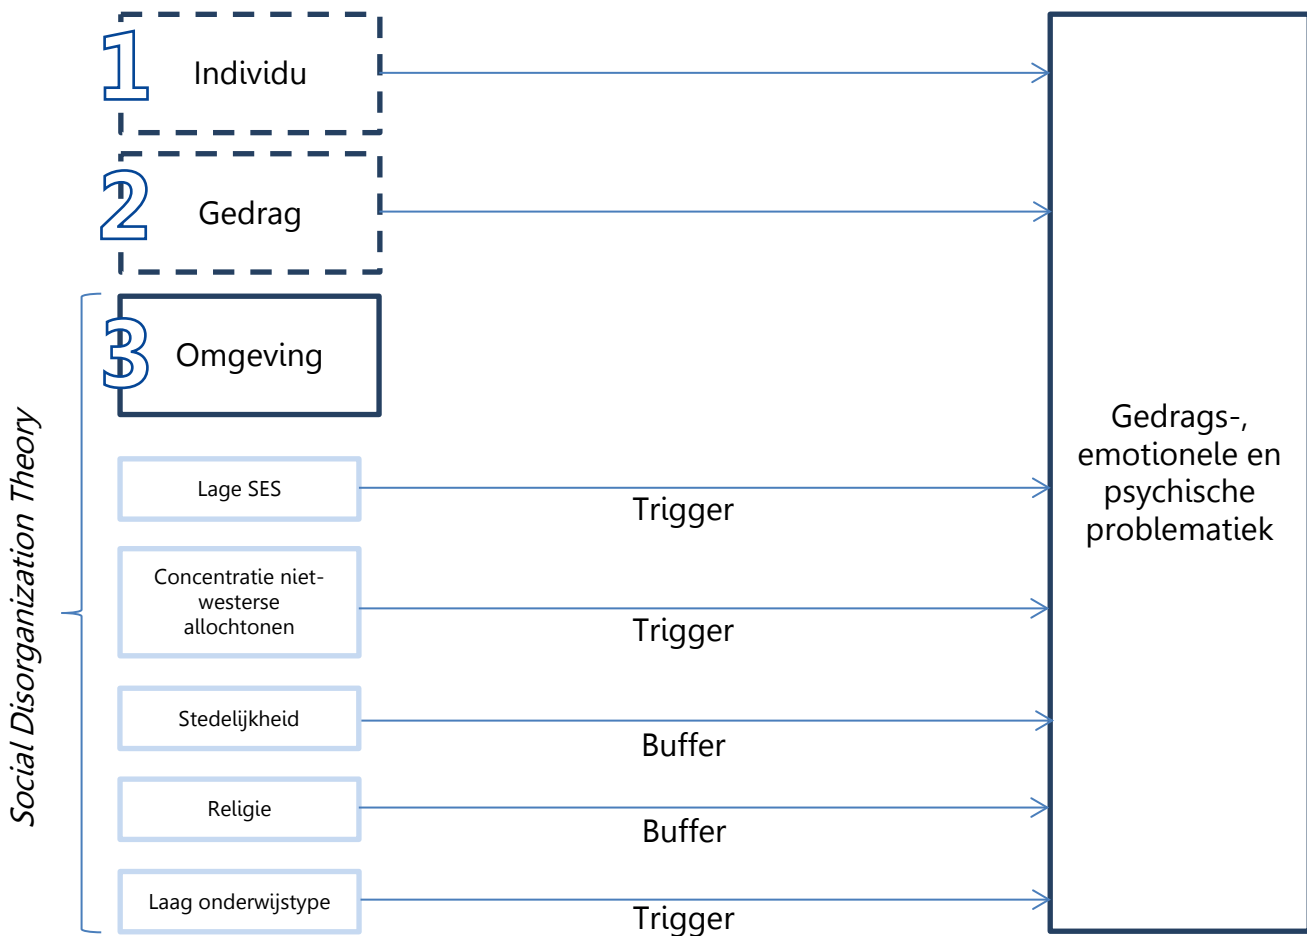 1
Individu
2
Gedrag
3
Omgeving
Social Disorganization Theory
Lage SES
Trigger
Concentratie niet-
westerse
allochtonen
Trigger
Stedelijkheid
Buffer
Religie
Buffer
Laag onderwijstype
Trigger
Gedrags-,
emotionele en
psychische
problematiek